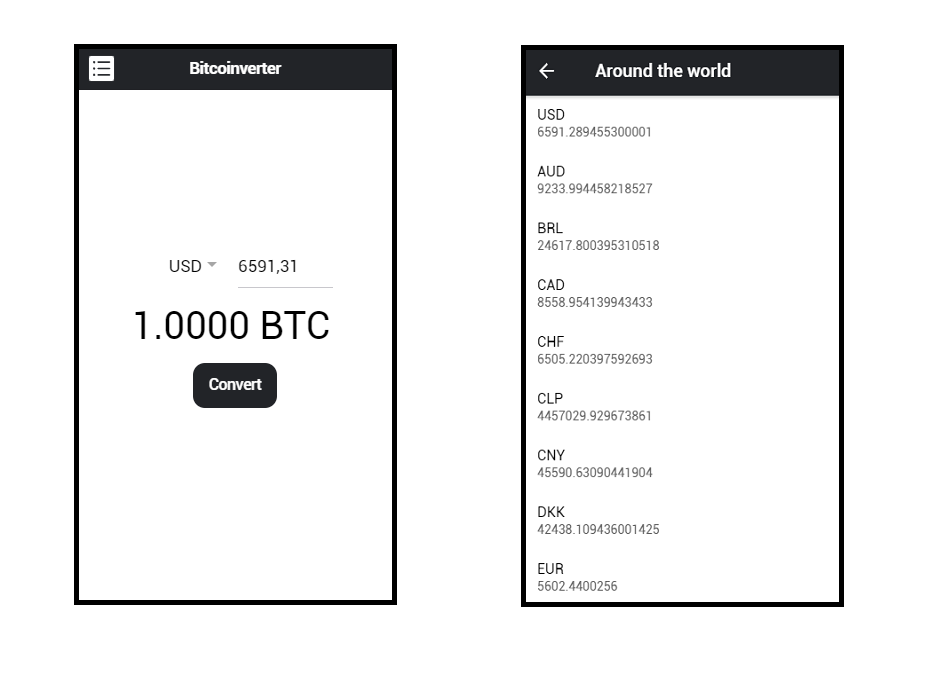 Bitcoinverter
USD 6591,31
1.0000 BTC
Convert
Around the world
USD
6591.289455300001
AUD
9233.994458218527
BRL
24617.800395310518
CAD
8558.954139943433
CHF
6505.220397592693
CLP
4457029.929673861
CNY
45590.63090441904
DKK
42438.109436001425
EUR
5602.4400256